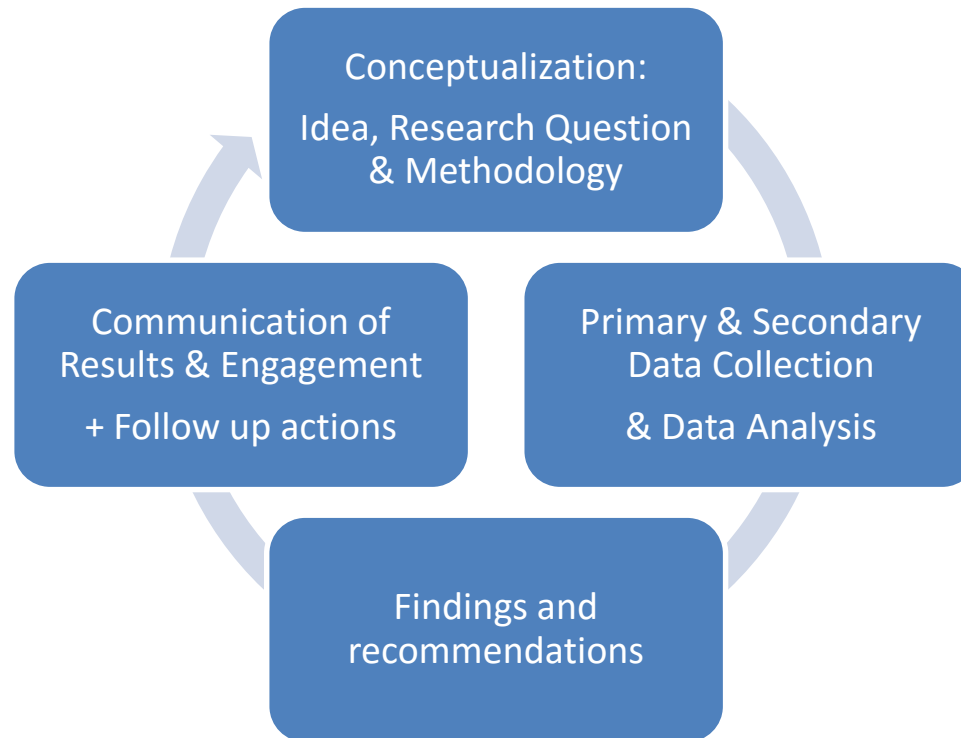 Conceptualization:
Idea, Research Question
& Methodology
Primary & Secondary
Data Collection
& Data Analysis
Findings and
recommendations
Communication of
Results & Engagement
+ Follow up actions